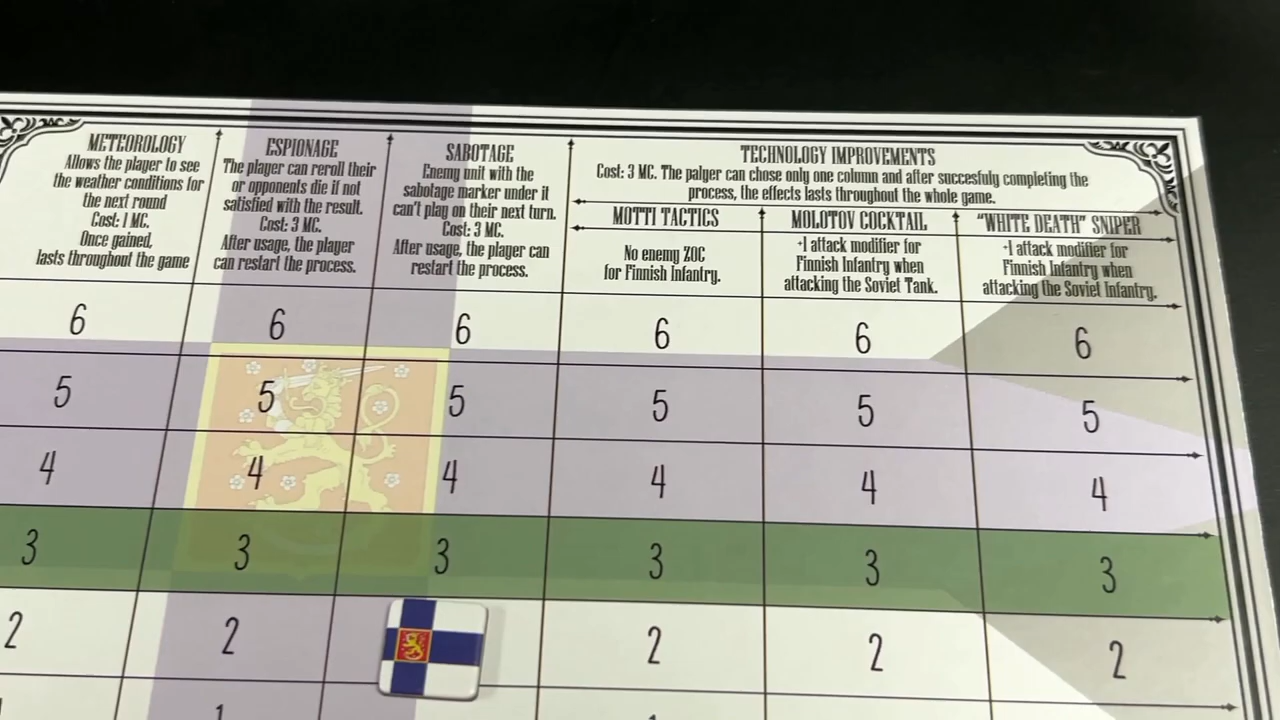 METEOROLOGY
Allows the player to see
the weather conditions for
the next round
Cost: 1 MC.
Once gained,
lasts throughout the game
ESPIONAGE
The player can reroll their
or opponents die if not
satisfied with the result.
Cost: 3 MC.
After usage, the player
can restart the process.
SABOTAGE
Enemy unit with the
sabotage marker under it
can't play on their next turn.
Cost: 3 MC.
After usage, the player can
restart the process.
TECHNOLOGY IMPROVEMENTS
Cost: 3 MC. The palyer can chose only one column and after succesfuly completing the
process, the effects lasts throughout the whole game.
MOTTI TACTICS
No enemy ZOC
for Finnish Infantry.
MOLOTOV COCKTAIL
+1 attack modifier for
Finnish Infantry when
attacking the Soviet Tank.
"WHITE DEATH" SNIPER
+1 attack modifier for
Finnish Infantry when
attacking the Soviet Infantry.
6 6 6 6 6 6
5 5 5 5 5 5
4 4 4 4 4 4
3 3 3 3 3 3
2 2 2 2 2
1 1